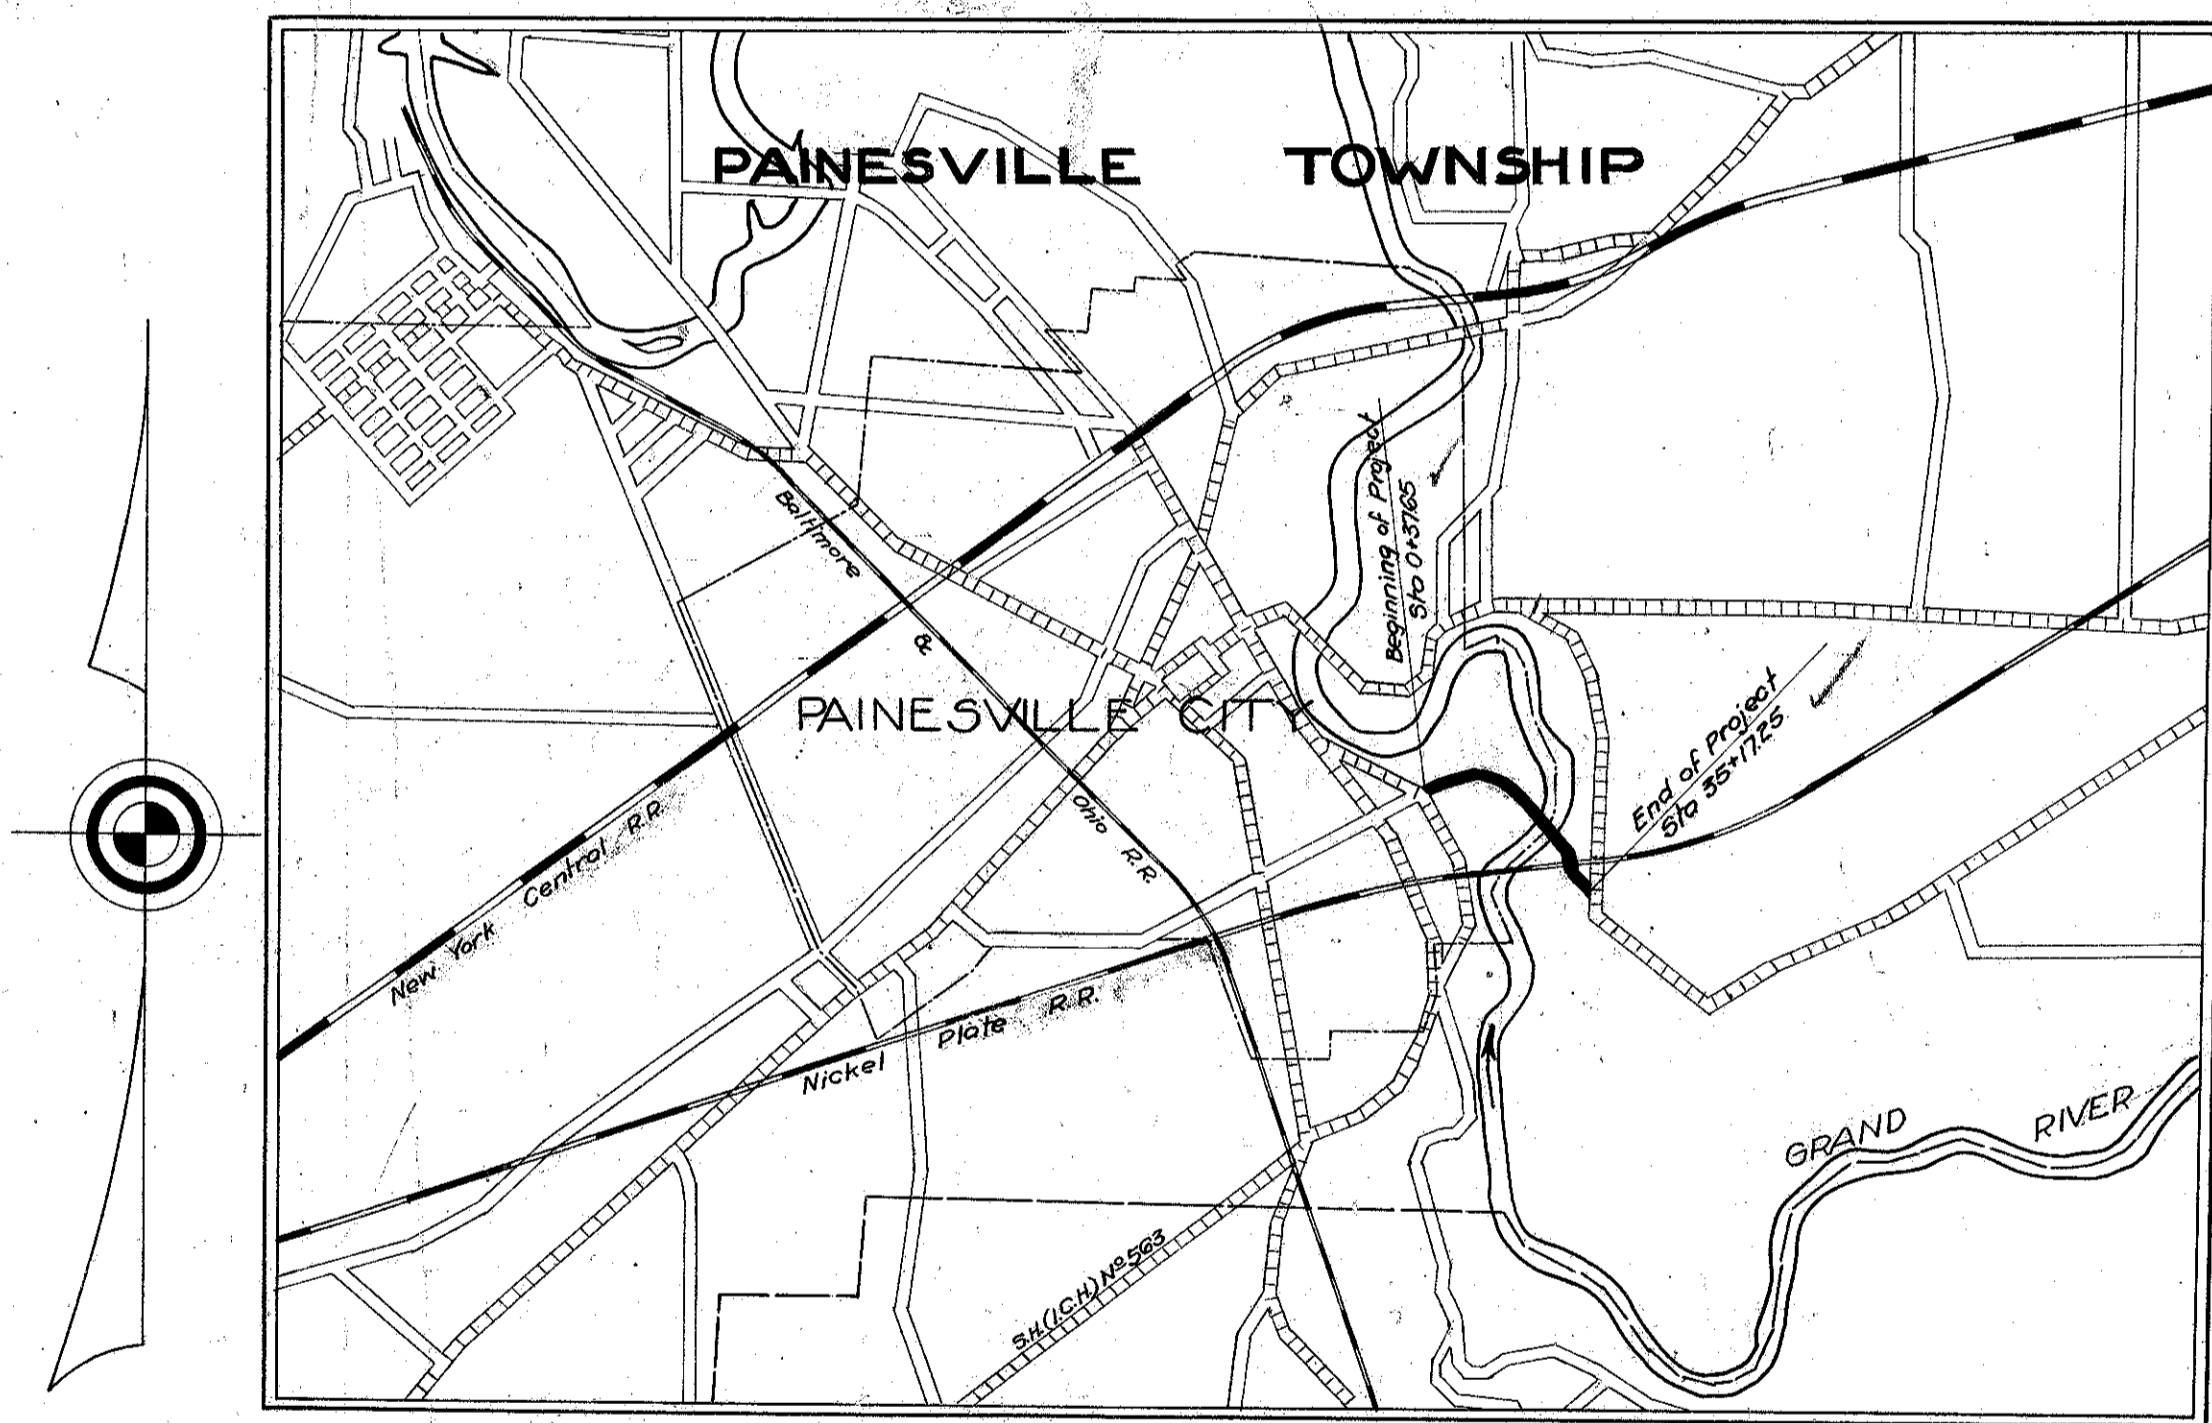 PAINESVILLE TOWNSHIP
Beginning of Project
Sta 0+37.65
Baltimore & Ohio R.R.
PAINESVILLE CITY
End of Project
Sta 35+17.25
New York Central R.R.
Nickel Plate R.R.
GRAND RIVER
S.H.(I.C.H.) Nº 563